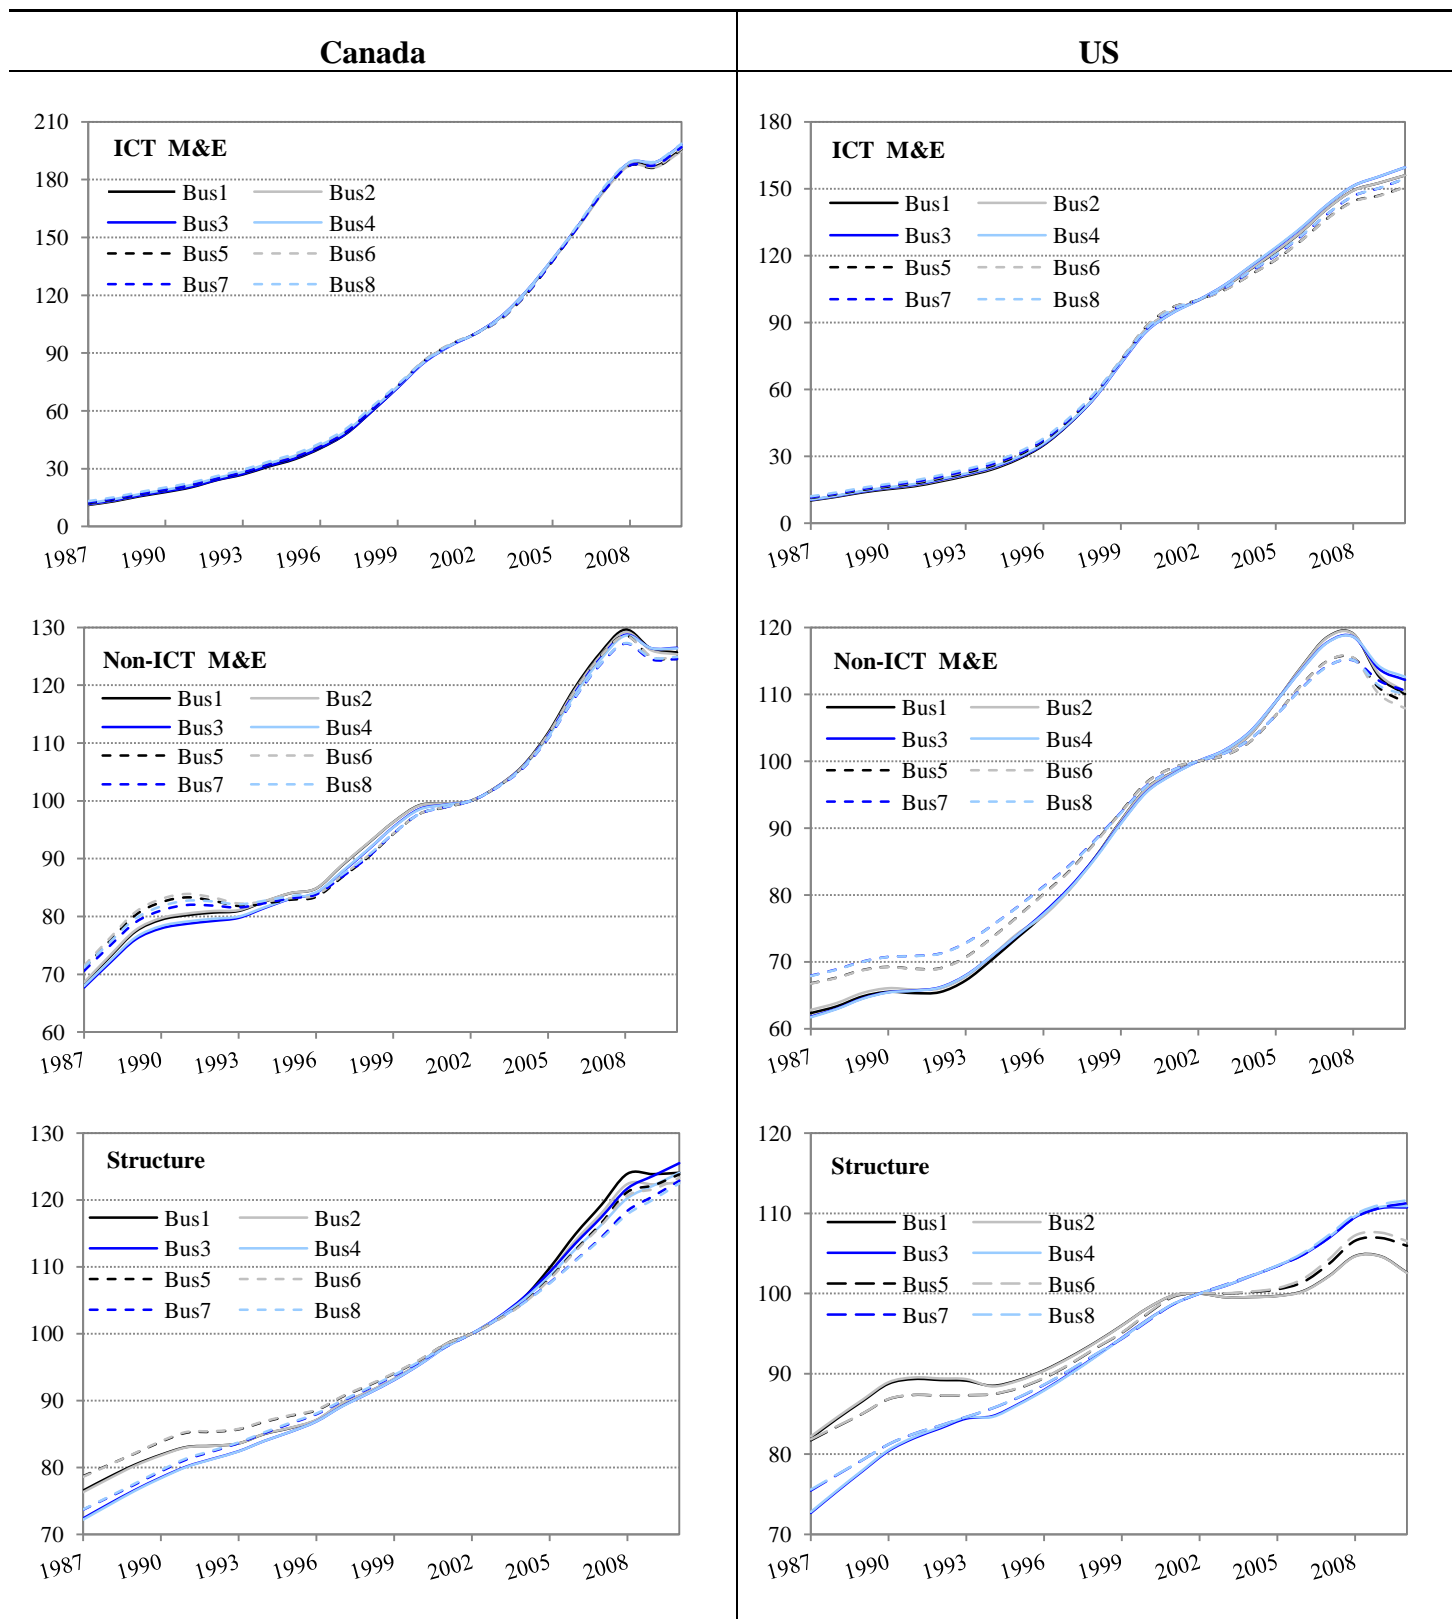 Canada US
210
180
150
120
90
60
30
0
ICT M&E
Bus1 Bus2
Bus3 Bus4
Bus5 Bus6
Bus7 Bus8
1987 1990 1993 1996 1999 2002 2005 2008
180
150
120
90
60
30
0
ICT M&E
Bus1 Bus2
Bus3 Bus4
Bus5 Bus6
Bus7 Bus8
1987 1990 1993 1996 1999 2002 2005 2008
130
120
110
100
90
80
70
60
Non-ICT M&E
Bus1 Bus2
Bus3 Bus4
Bus5 Bus6
Bus7 Bus8
1987 1990 1993 1996 1999 2002 2005 2008
120
110
100
90
80
70
60
Non-ICT M&E
Bus1 Bus2
Bus3 Bus4
Bus5 Bus6
Bus7 Bus8
1987 1990 1993 1996 1999 2002 2005 2008
130
120
110
100
90
80
70
Structure
Bus1 Bus2
Bus3 Bus4
Bus5 Bus6
Bus7 Bus8
1987 1990 1993 1996 1999 2002 2005 2008
120
110
100
90
80
70
Structure
Bus1 Bus2
Bus3 Bus4
Bus5 Bus6
Bus7 Bus8
1987 1990 1993 1996 1999 2002 2005 2008